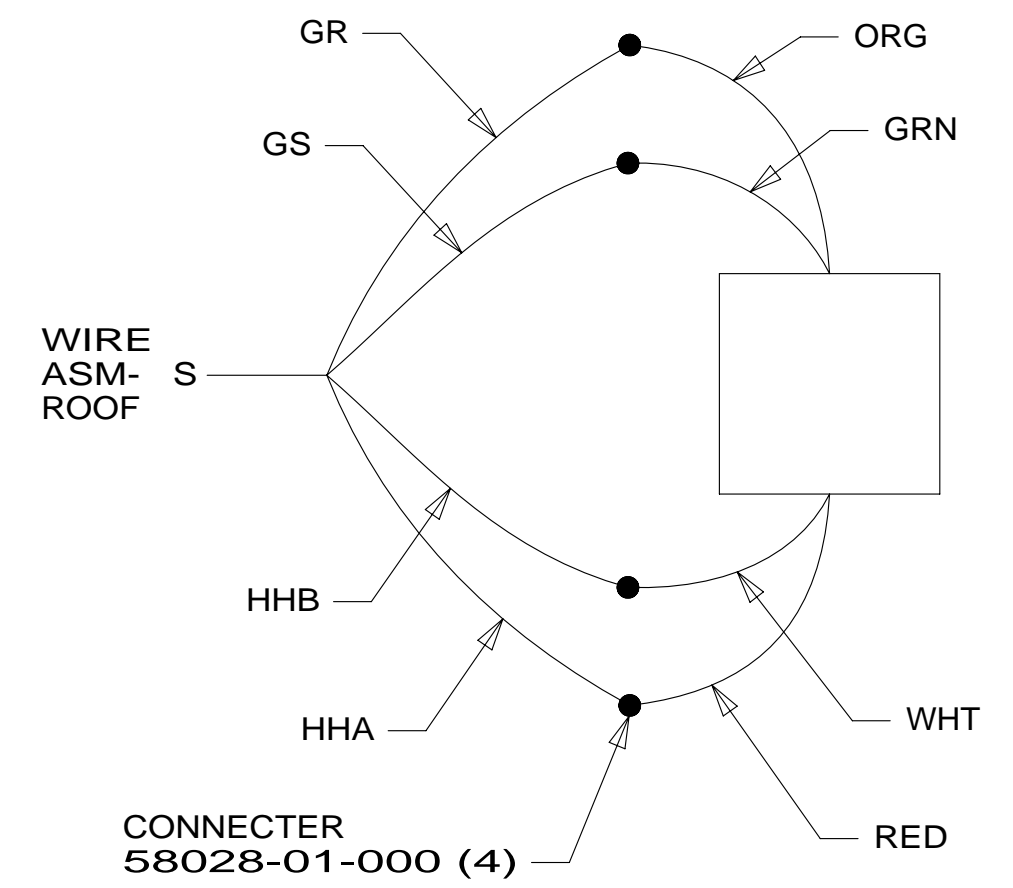 GR
ORG
GS
GRN
WIRE
ASM-
ROOF
S
HHB
HHA
WHT
RED
CONNECTER
58028-01-000 (4)